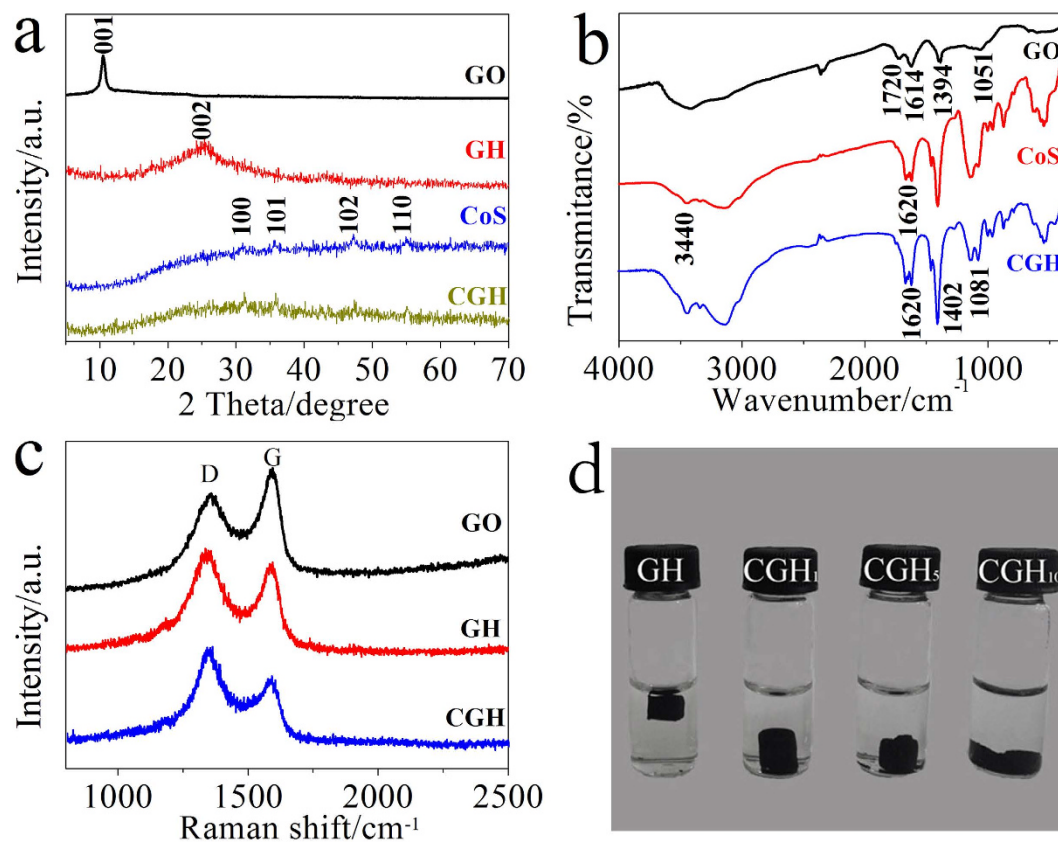 a
001
GO
002
GH
100
101
102
110
CoS
CGH
Intensity/a.u.
10 20 30 40 50 60 70
2 Theta/degree
b
GO
1720
1614
1394
1051
CoS
3440
1620
CGH
1620
1402
1081
Transmitance/%
4000 3000 2000 1000
Wavenumber/cm-1
c
D
G
GO
GH
CGH
Intensity/a.u.
1000 1500 2000 2500
Raman shift/cm-1
d
GH
CGH1
CGH5
CGH10